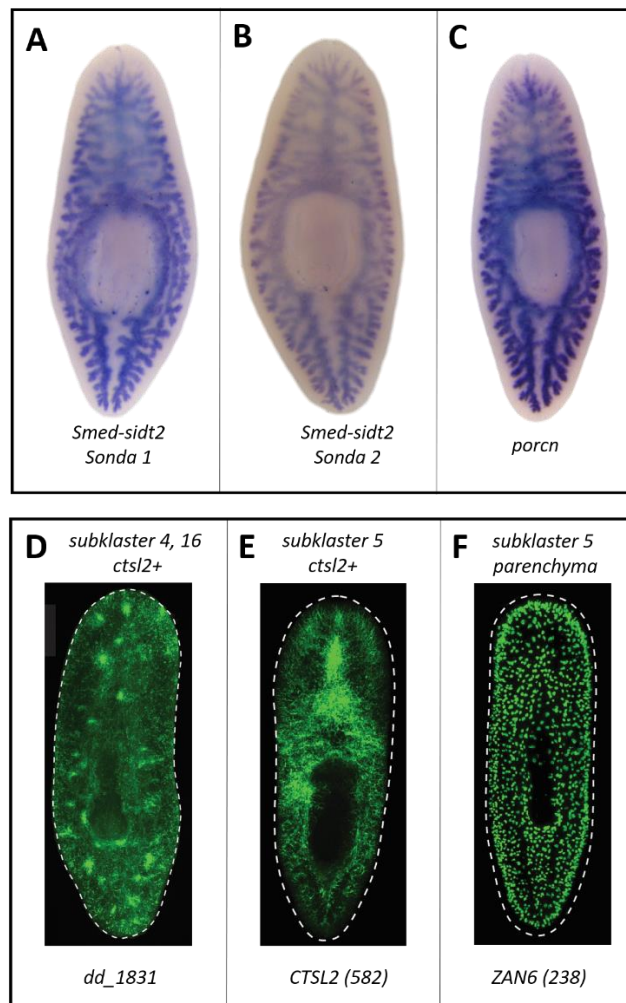 A
B
C
Smed-sidt2
Sonda 1
Smed-sidt2
Sonda 2
porcn
D
subklaster 4, 16
ctsl2+
E
subklaster 5
ctsl2+
F
subklaster 5
parenchyma
dd_1831
CTSL2 (582)
ZAN6 (238)